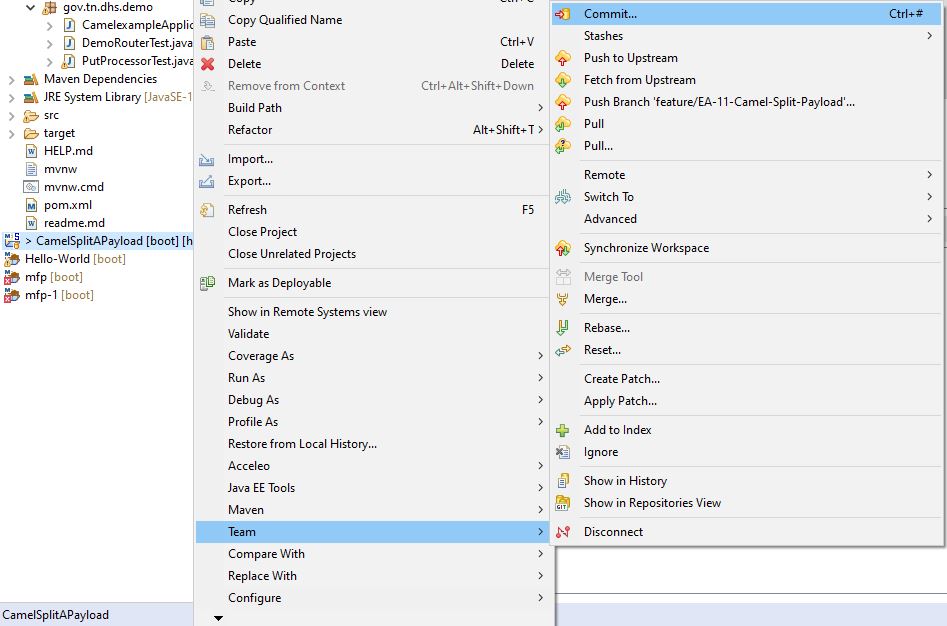 gov.tn.dhs.demo
CamelexampleApplic
DemoRouterTest.java
PutProcessorTest.java
Maven Dependencies
JRE System Library [JavaSE-1
src
target
HELP.md
mvnw
mvnw.cmd
pom.xml
readme.md
> CamelSplitAPayload [boot] [h
Hello-World [boot]
mfp [boot]
mfp-1 [boot]
CamelSplitAPayload
Copy Ctrl+C
Copy Qualified Name
Paste Ctrl+V
Delete Delete
Remove from Context Ctrl+Alt+Shift+Down
Build Path
Refactor Alt+Shift+T
Import...
Export...
Refresh F5
Close Project
Close Unrelated Projects
Mark as Deployable
Show in Remote Systems view
Validate
Coverage As
Run As
Debug As
Profile As
Restore from Local History...
Acceleo
Java EE Tools
Maven
Team
Compare With
Replace With
Configure
Commit... Ctrl+#
Stashes
Push to Upstream
Fetch from Upstream
Push Branch 'feature/EA-11-Camel-Split-Payload'...
Pull
Pull...
Remote
Switch To
Advanced
Synchronize Workspace
Merge Tool
Merge...
Rebase...
Reset...
Create Patch...
Apply Patch...
Add to Index
Ignore
Show in History
Show in Repositories View
Disconnect